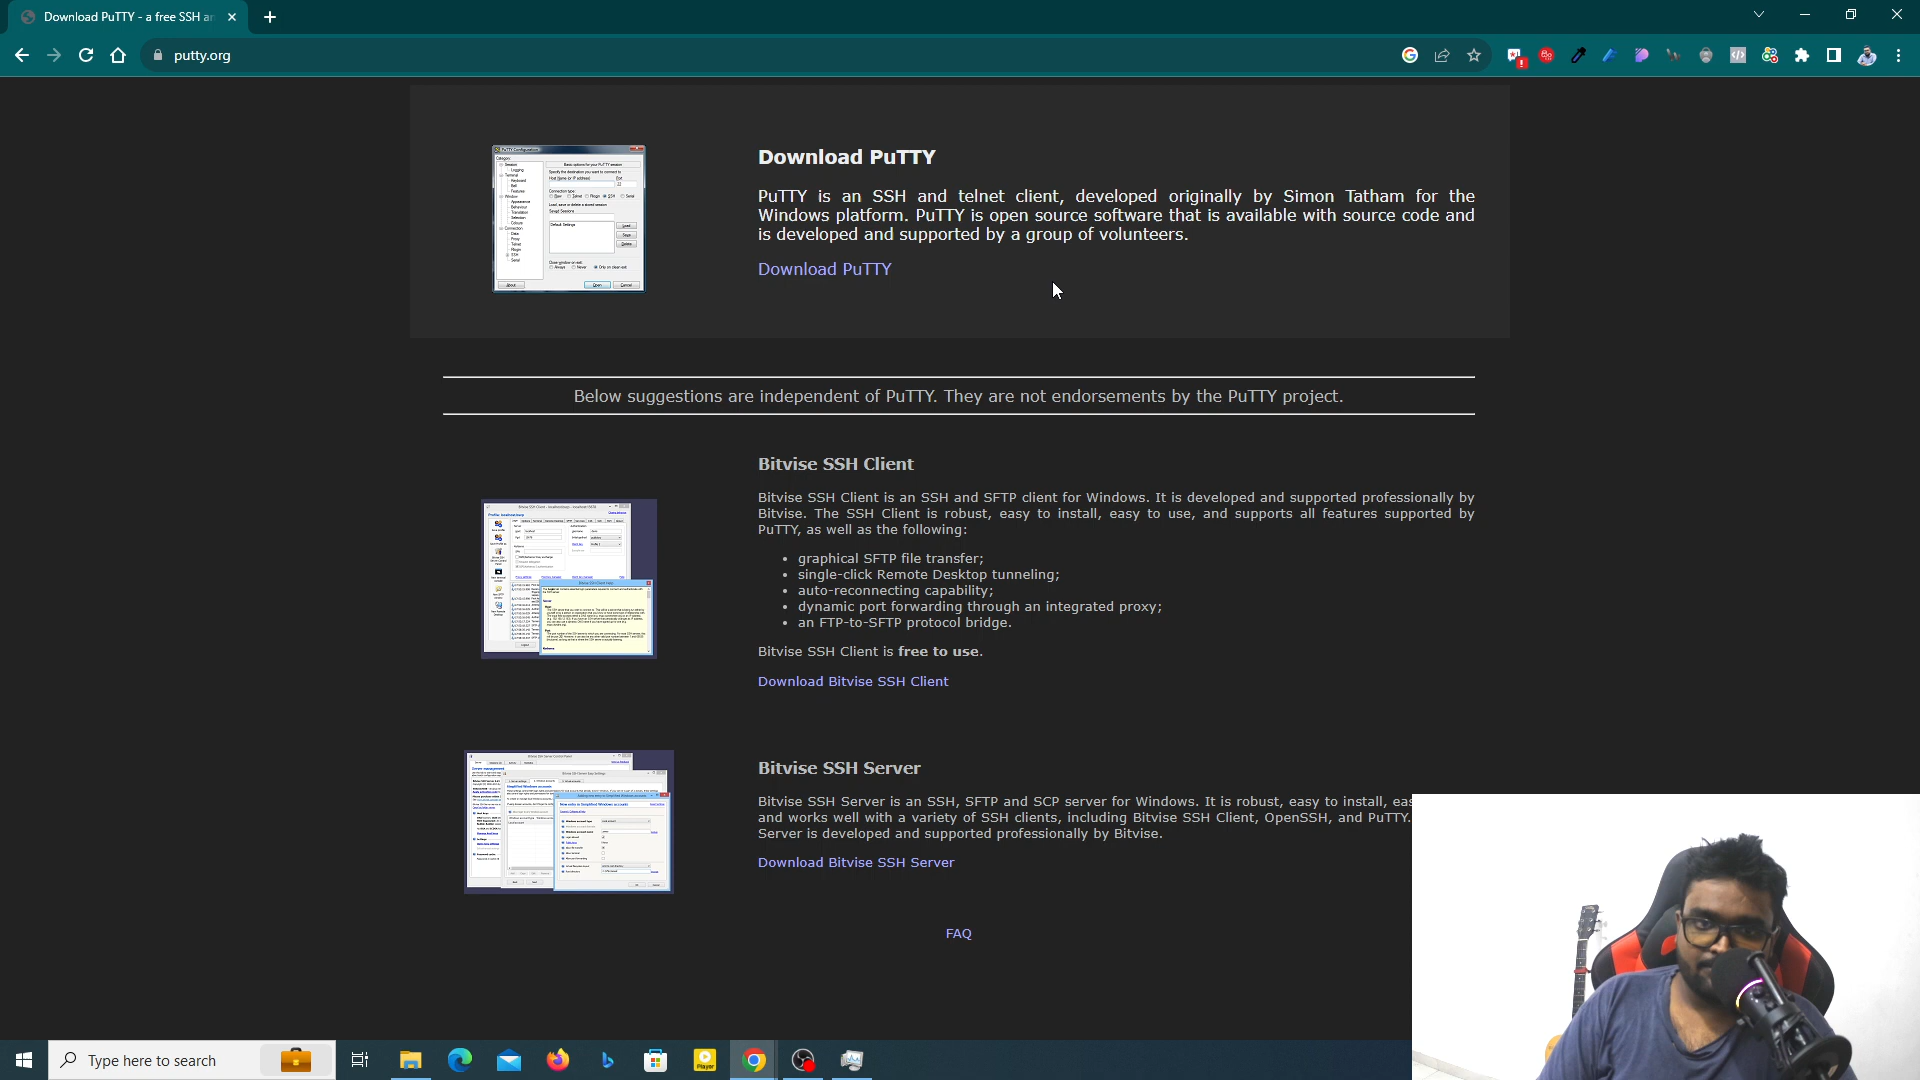 Download PuTTY - a free SSH an
putty.org
Download PuTTY
PuTTY is an SSH and telnet client, developed originally by Simon Tatham for the
Windows platform. PuTTY is open source software that is available with source code and
is developed and supported by a group of volunteers.
Download PuTTY
Below suggestions are independent of PuTTY. They are not endorsements by the PuTTY project.
Bitvise SSH Client
Bitvise SSH Client is an SSH and SFTP client for Windows. It is developed and supported professionally by
Bitvise. The SSH Client is robust, easy to install, easy to use, and supports all features supported by
PuTTY, as well as the following:
• graphical SFTP file transfer;
• single-click Remote Desktop tunneling;
• auto-reconnecting capability;
• dynamic port forwarding through an integrated proxy;
• an FTP-to-SFTP protocol bridge.
Bitvise SSH Client is free to use.
Download Bitvise SSH Client
Bitvise SSH Server
Bitvise SSH Server is an SSH, SFTP and SCP server for Windows. It is robust, easy to install, eas
and works well with a variety of SSH clients, including Bitvise SSH Client, OpenSSH, and PuTTY.
Server is developed and supported professionally by Bitvise.
Download Bitvise SSH Server
FAQ
Type here to search
Player